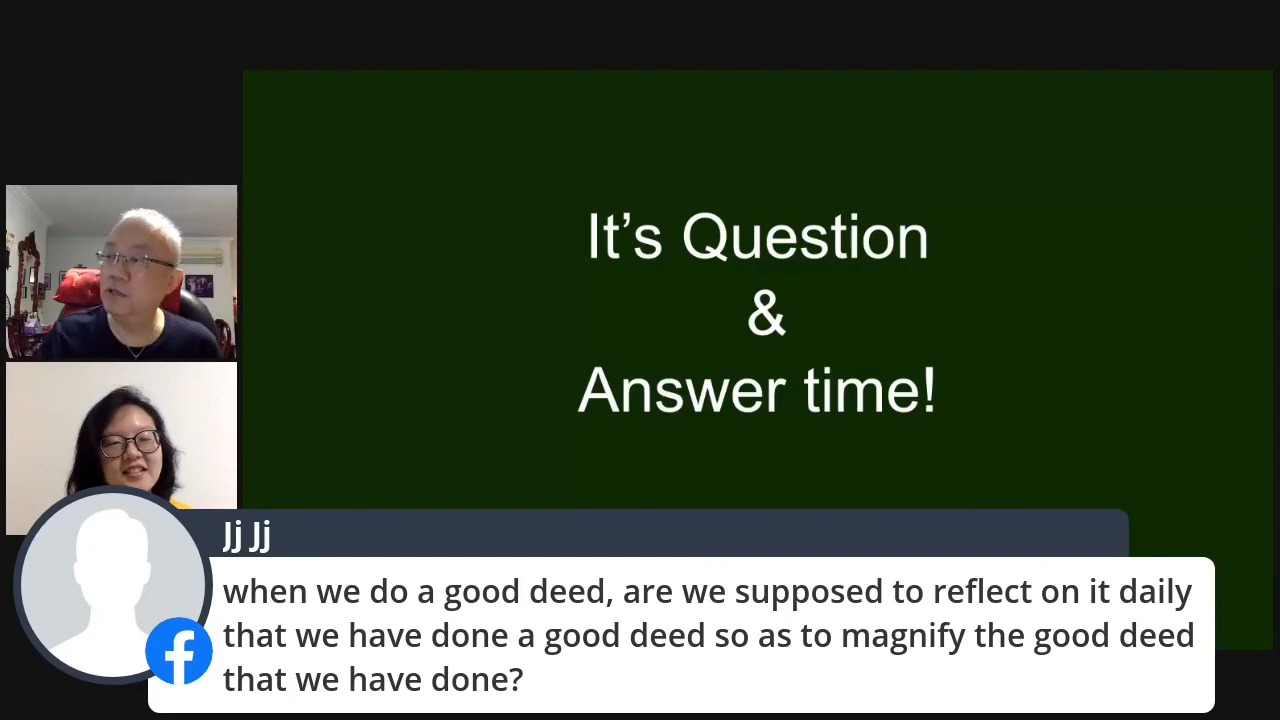 It’s Question
&
Answer time!
Jj Jj
when we do a good deed, are we supposed to reflect on it daily
that we have done a good deed so as to magnify the good deed
that we have done?